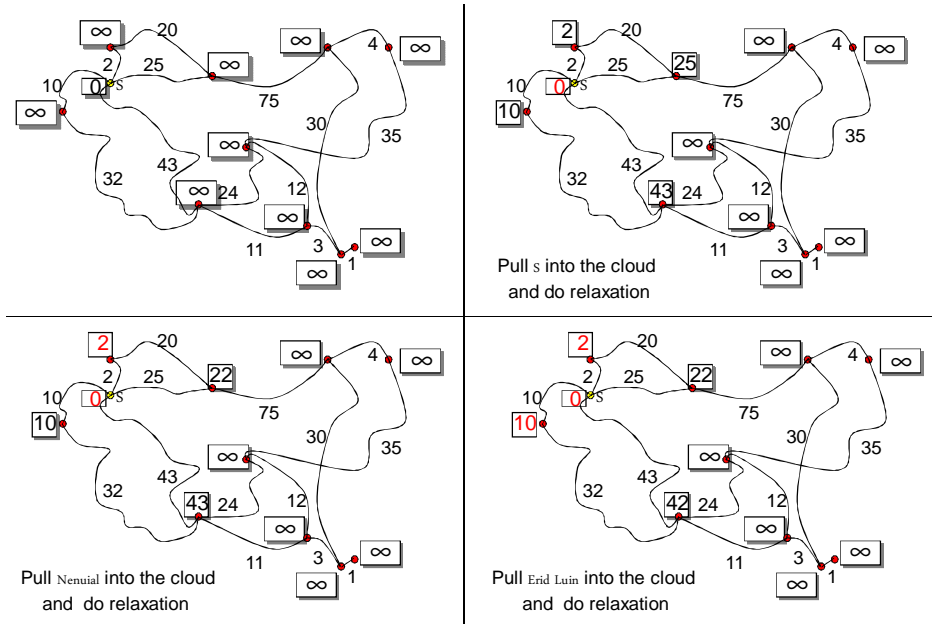 ∞ 20
∞ ∞ 4 ∞
2 25
10 0 S
∞ 75
30 35
∞
32 43
∞ 24 12
∞
11 3 ∞
∞ 1
2 20
∞ 4 ∞
2 25 25
10 0 S
10 75
30 35
∞
32 43
43 24 12
∞
11 3 ∞
∞ 1
Pull S into the cloud
and do relaxation
2 20
∞ 4 ∞
2 25 22
10 0 S
10 75
30 35
∞
32 43
43 24 12
∞
11 3 ∞
∞ 1
Pull Nenuial into the cloud
and do relaxation
2 20
∞ 4 ∞
2 25 22
10 0 S
10 75
30 35
∞
32 43
42 24 12
∞
11 3 ∞
∞ 1
Pull Erid Luin into the cloud
and do relaxation